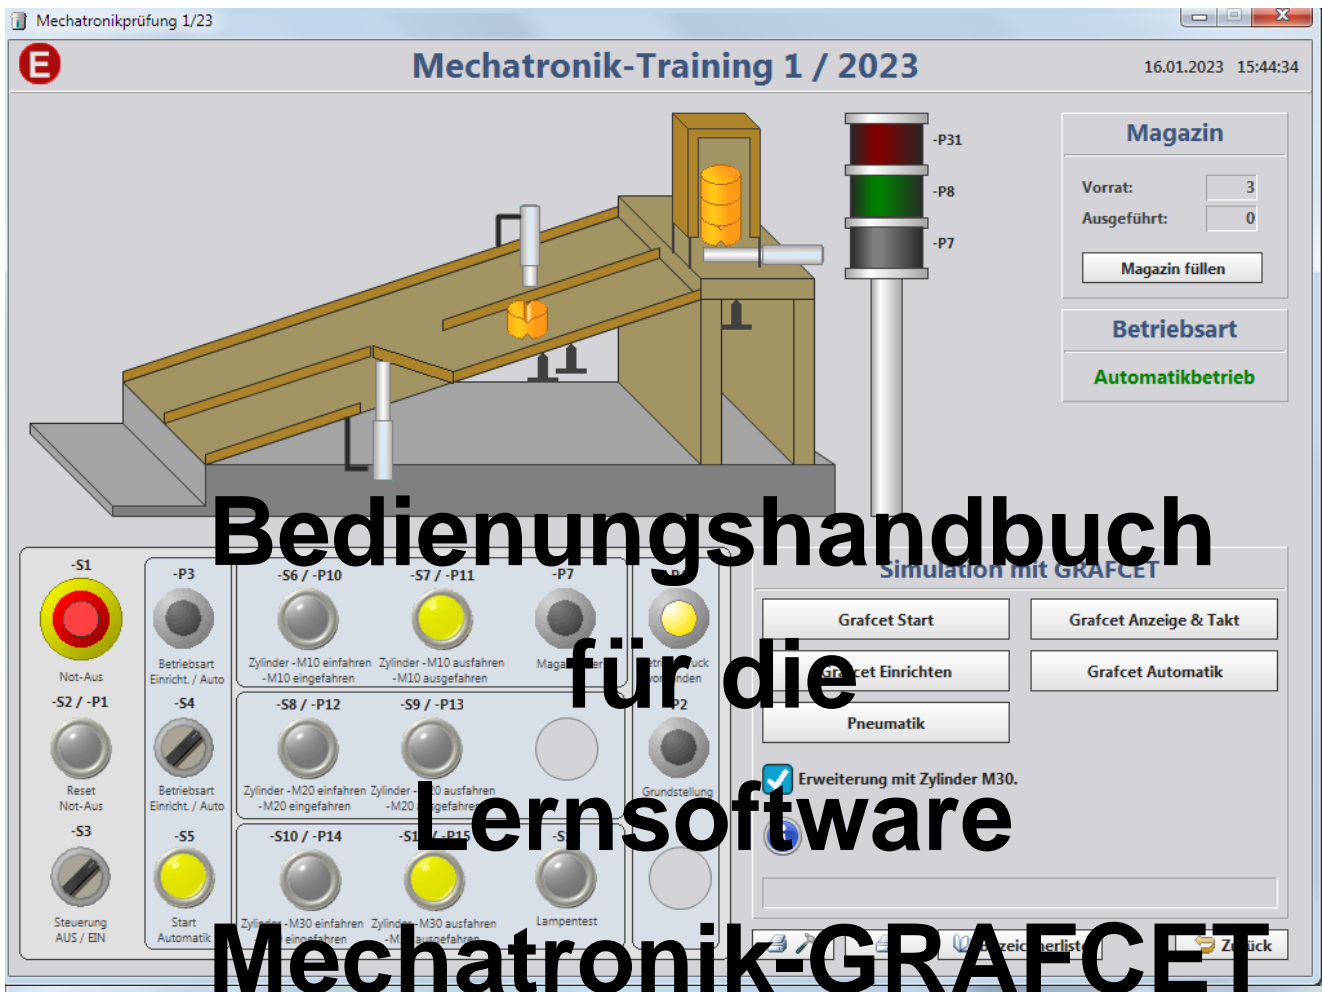 Mechatronikprüfung 1/23
E
Mechatronik-Training 1 / 2023
16.01.2023 15:44:34
-P31
-P8
-P7
Magazin
Vorrat: 3
Ausgeführt: 0
Magazin füllen
Betriebsart
Automatikbetrieb
Bedienungshandbuch
für die
Lernsoftware
Mechatronik-GRAFCET
-S1
Not-Aus
-S2 / -P1
Reset
Not-Aus
-S3
Steuerung
AUS / EIN
-P3
Betriebsart
Einricht. / Auto
-S4
Betriebsart
Einricht. / Auto
-S5
Start
Automatik
-S6 / -P10
Zylinder -M10 einfahren
-M10 eingefahren
-S7 / -P11
Zylinder -M10 ausfahren
-M10 ausgefahren
-P7
-S8 / -P12
Zylinder -M20 einfahren
-M20 eingefahren
-S9 / -P13
-S10 / -P14
-M30 einfahren
Zylinder -M30 ausfahren
Lampentest
Grundstellung
Simulation mit GRAFCET
Grafcet Start
Grafcet Anzeige & Takt
Grafcet Einrichten
Grafcet Automatik
Pneumatik
Erweiterung mit Zylinder M30.